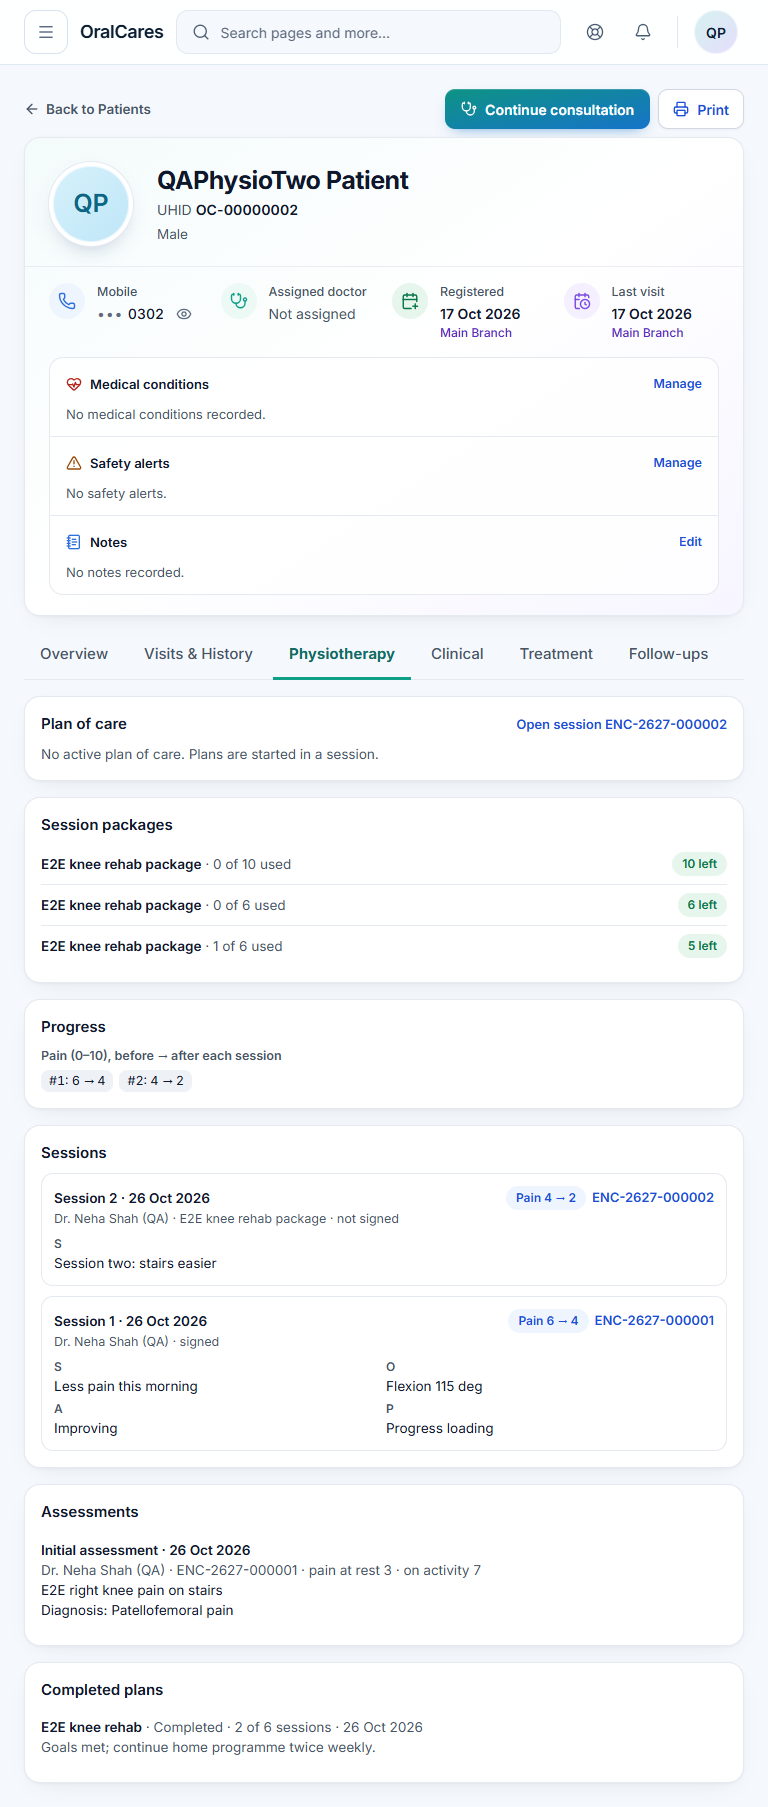 OralCares
Search pages and more...
QP
Back to Patients
Continue consultation
Print
QP
QAPhysioTwo Patient
UHID OC-00000002
Male
Mobile
••• 0302
Assigned doctor
Not assigned
Registered
17 Oct 2026
Main Branch
Last visit
17 Oct 2026
Main Branch
Medical conditions
Manage
No medical conditions recorded.
Safety alerts
Manage
No safety alerts.
Notes
Edit
No notes recorded.
Overview
Visits & History
Physiotherapy
Clinical
Treatment
Follow-ups
Plan of care
Open session ENC-2627-000002
No active plan of care. Plans are started in a session.
Session packages
E2E knee rehab package · 0 of 10 used
10 left
E2E knee rehab package · 0 of 6 used
6 left
E2E knee rehab package · 1 of 6 used
5 left
Progress
Pain (0–10), before → after each session
#1: 6 → 4
#2: 4 → 2
Sessions
Session 2 · 26 Oct 2026
Pain 4 → 2
ENC-2627-000002
Dr. Neha Shah (QA) · E2E knee rehab package · not signed
S
Session two: stairs easier
Session 1 · 26 Oct 2026
Pain 6 → 4
ENC-2627-000001
Dr. Neha Shah (QA) · signed
S
Less pain this morning
O
Flexion 115 deg
A
Improving
P
Progress loading
Assessments
Initial assessment · 26 Oct 2026
Dr. Neha Shah (QA) · ENC-2627-000001 · pain at rest 3 · on activity 7
E2E right knee pain on stairs
Diagnosis: Patellofemoral pain
Completed plans
E2E knee rehab · Completed · 2 of 6 sessions · 26 Oct 2026
Goals met; continue home programme twice weekly.